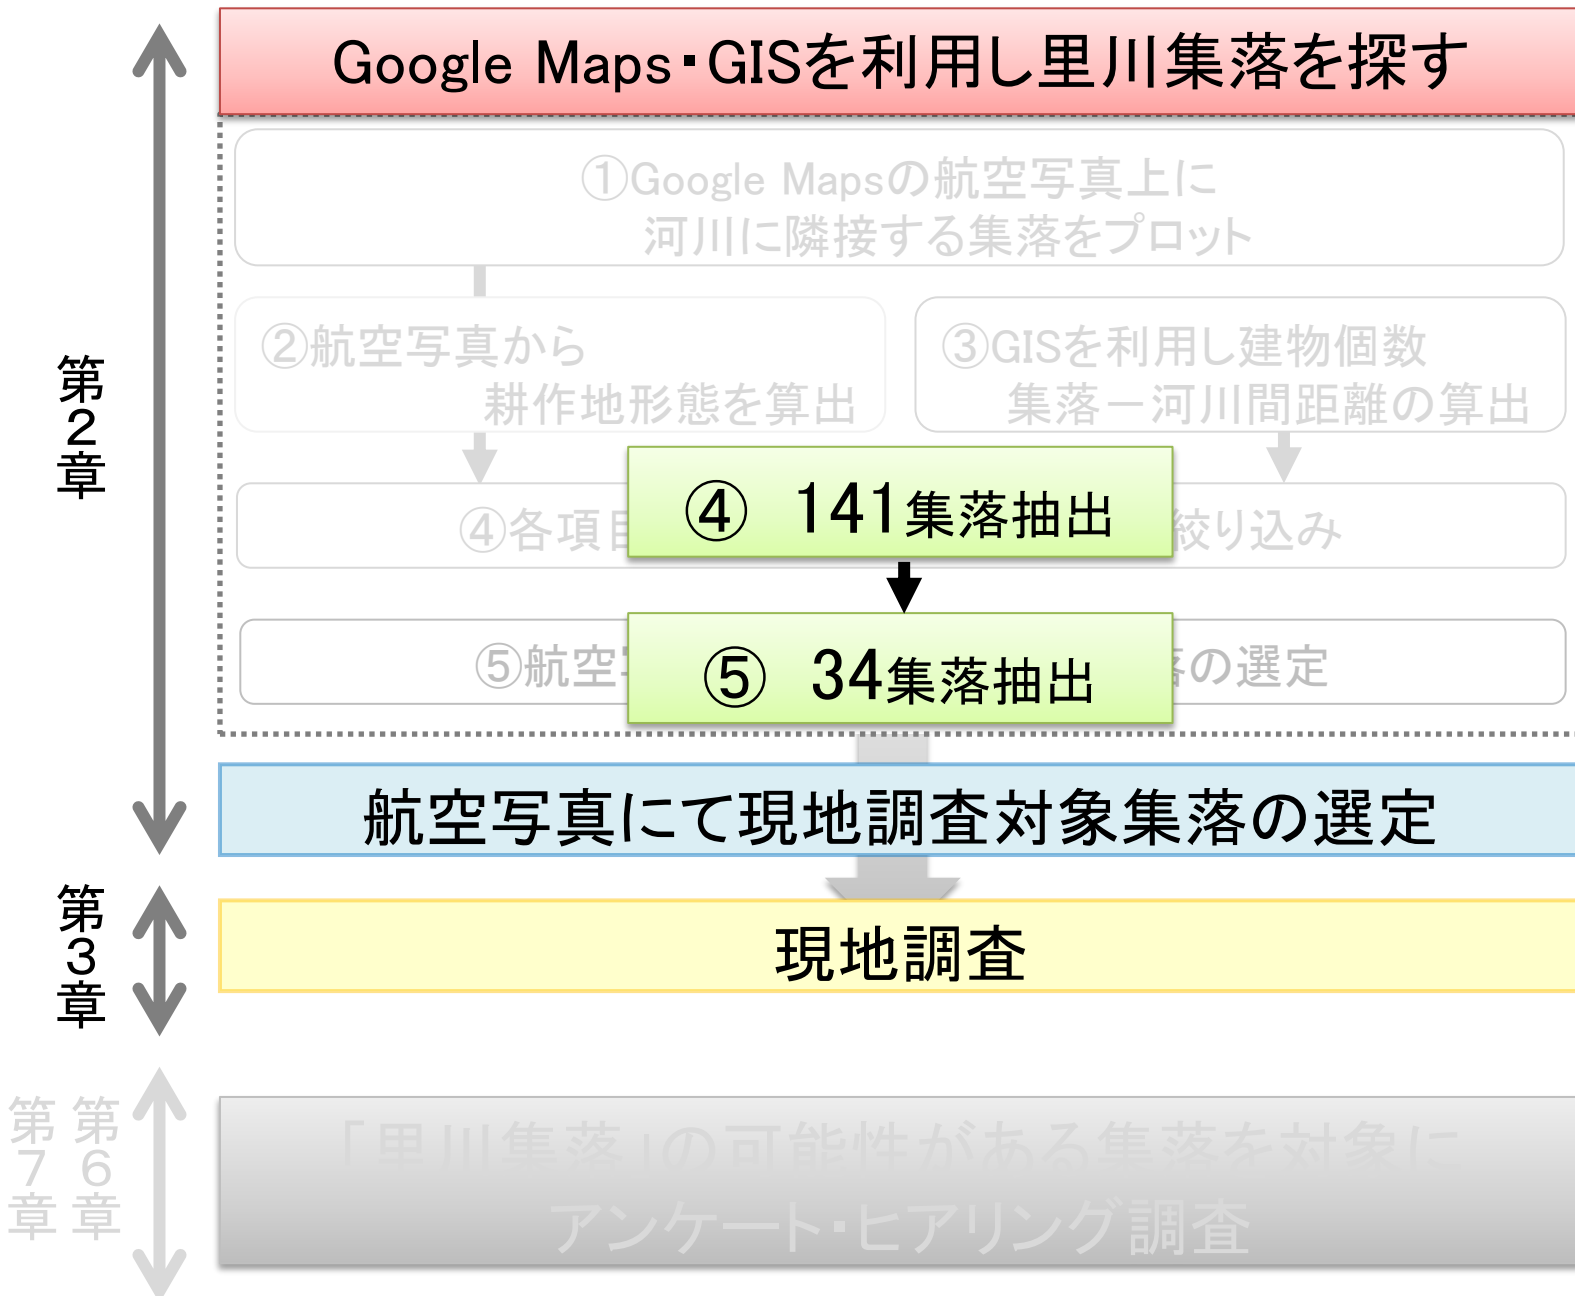 Google Maps・GISを利用し里川集落を探す
①Google Mapsの航空写真上に
河川に隣接する集落をプロット
②航空写真から
耕作地形態を算出
③GISを利用し建物個数
集落－河川間距離の算出
④各項目
絞り込み
④ 141集落抽出
⑤航空
の選定
⑤ 34集落抽出
航空写真にて現地調査対象集落の選定
第2章
現地調査
第3章
「里川集落」の可能性がある集落を対象に
アンケート・ヒアリング調査
第6章
第7章